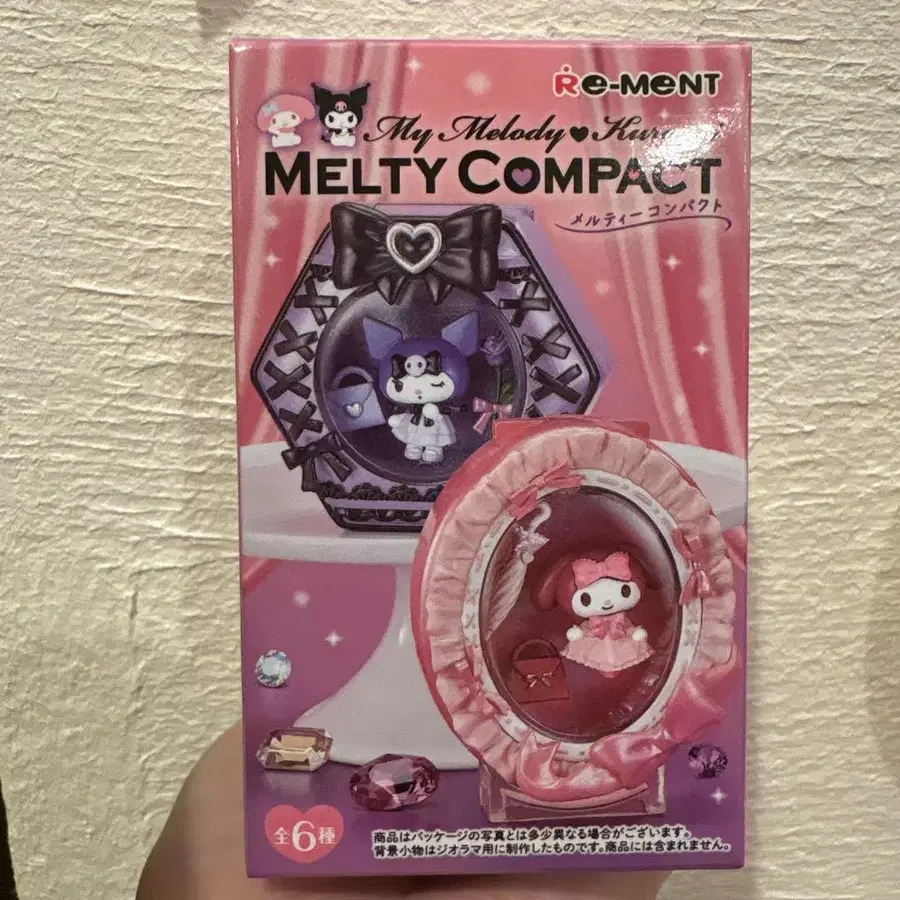 Re-MeNT
My Melody♥Kuromi
MELTY COMPACT
メルティーコンパクト
全6種
商品はパッケージの写真とは多少異なる場合がございます。
背景小物はジオラマ用に制作したものです。商品には含まれません。